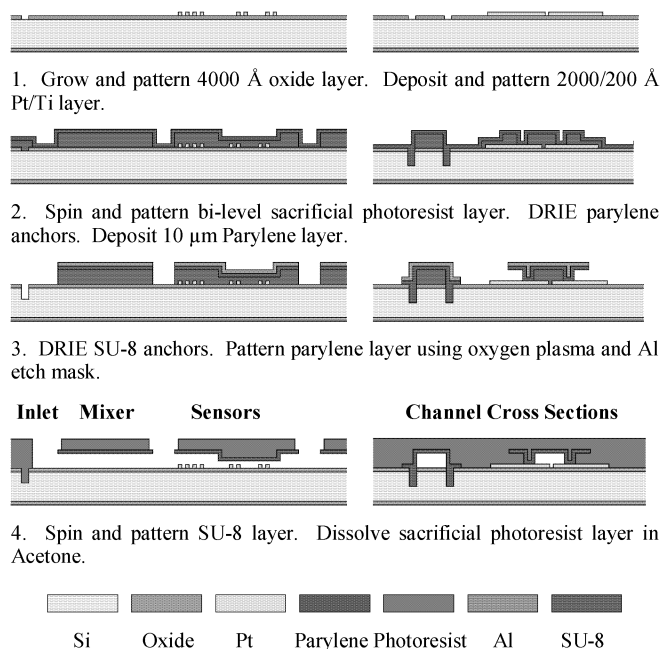 1. Grow and pattern 4000 Å oxide layer. Deposit and pattern 2000/200 Å
Pt/Ti layer.
2. Spin and pattern bi-level sacrificial photoresist layer. DRIE parylene
anchors. Deposit 10 µm Parylene layer.
3. DRIE SU-8 anchors. Pattern parylene layer using oxygen plasma and Al
etch mask.
Inlet Mixer Sensors Channel Cross Sections
4. Spin and pattern SU-8 layer. Dissolve sacrificial photoresist layer in
Acetone.
Si Oxide Pt Parylene Photoresist Al SU-8